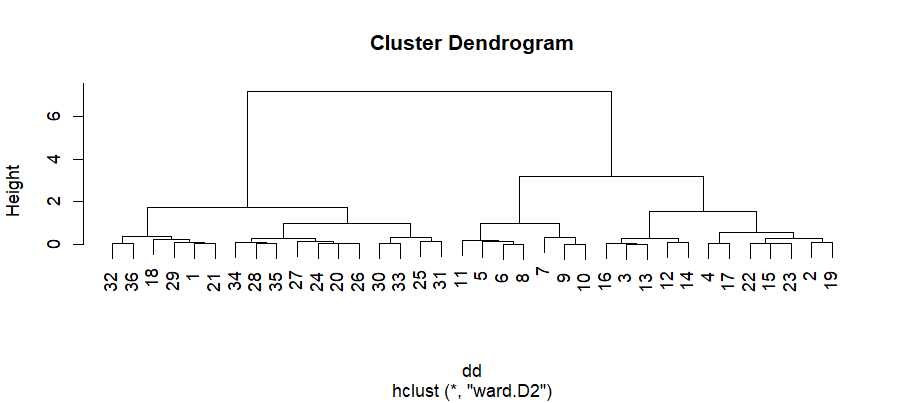 Cluster Dendrogram
Height
6
4
2
0
32 36 18 29 1 21 34 28 35 27 24 20 26 30 33 25 31 11 5 6 8 7 9 10 16 3 13 12 14 4 17 22 15 23 2 19
dd
hclust (*, "ward.D2")